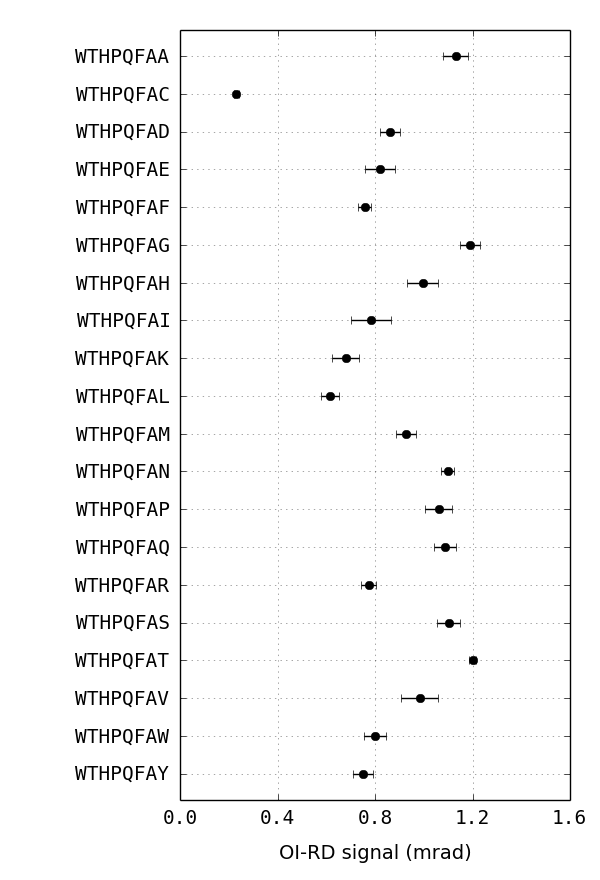 WTHPQFAA
WTHPQFAC
WTHPQFAD
WTHPQFAE
WTHPQFAF
WTHPQFAG
WTHPQFAH
WTHPQFAI
WTHPQFAK
WTHPQFAL
WTHPQFAM
WTHPQFAN
WTHPQFAP
WTHPQFAQ
WTHPQFAR
WTHPQFAS
WTHPQFAT
WTHPQFAV
WTHPQFAW
WTHPQFAY
0.0 0.4 0.8 1.2 1.6
OI-RD signal (mrad)